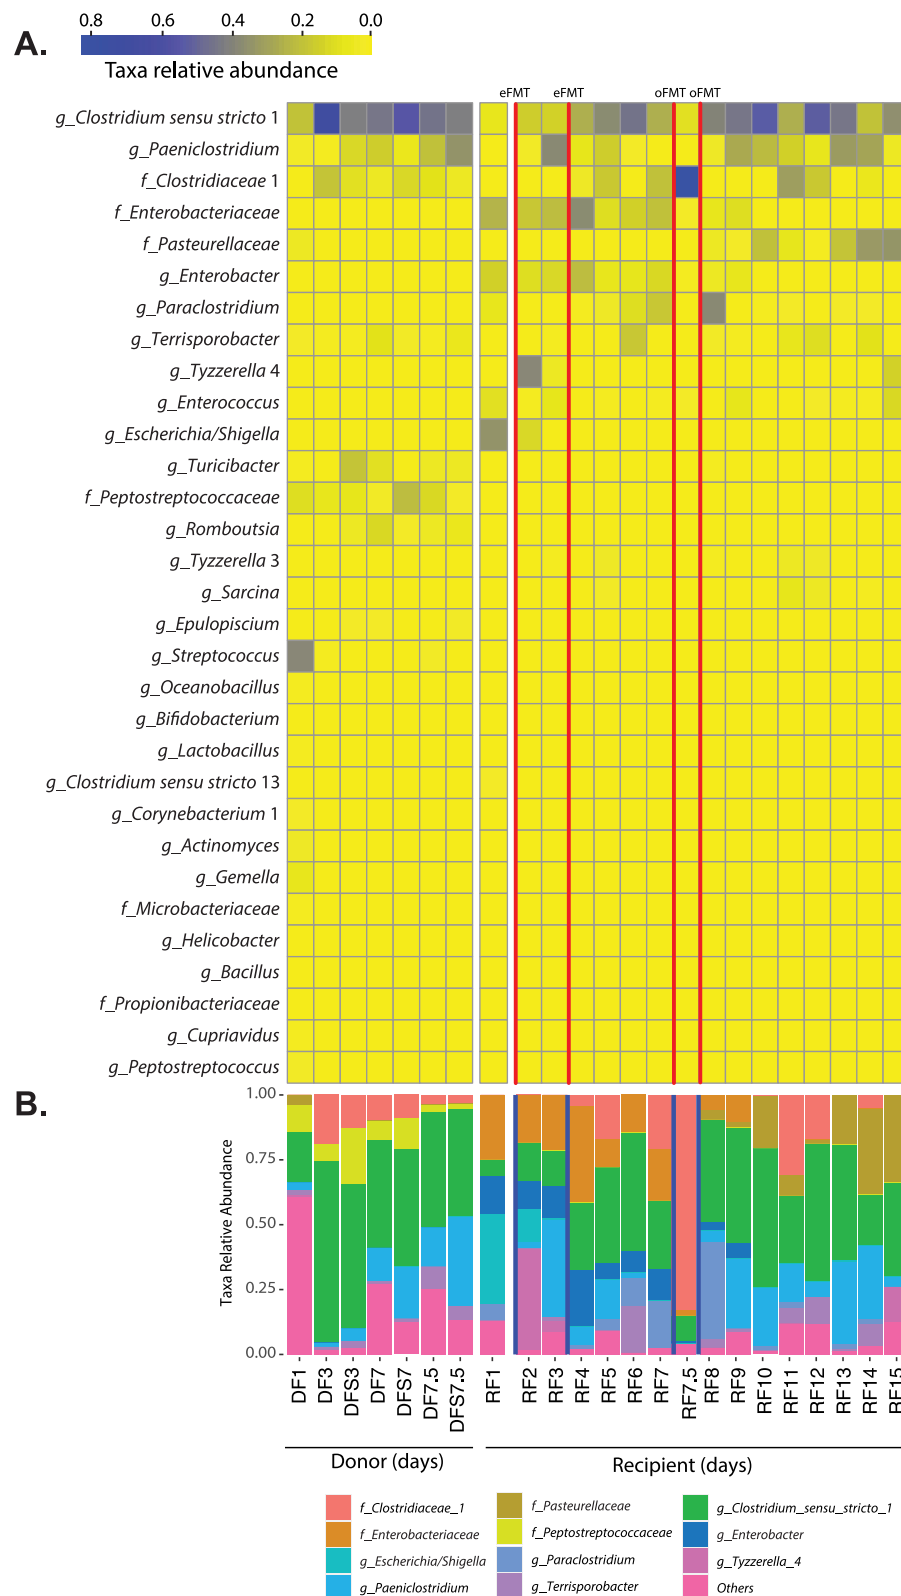 A.
0.8 0.6 0.4 0.2 0.0
Taxa relative abundance
eFMT eFMT oFMT oFMT
g_Clostridium sensu stricto 1
g_Paeniclostridium
f_Clostridiaceae 1
f_Enterobacteriaceae
f_Pasteurellaceae
g_Enterobacter
g_Paraclostridium
g_Terrisporobacter
g_Tyzzerella 4
g_Enterococcus
g_Escherichia/Shigella
g_Turicibacter
f_Peptostreptococcaceae
g_Romboutsia
g_Tyzzerella 3
g_Sarcina
g_Epulopiscium
g_Streptococcus
g_Oceanobacillus
g_Bifidobacterium
g_Lactobacillus
g_Clostridium sensu stricto 13
g_Corynebacterium 1
g_Actinomyces
g_Gemella
f_Microbacteriaceae
g_Helicobacter
g_Bacillus
f_Propionibacteriaceae
g_Cupriavidus
g_Peptostreptococcus
B.
1.00
0.75
0.50
0.25
0.00
Taxa Relative Abundance
DF1 DF3 DFS3 DF7 DFS7 DF7.5 DFS7.5 RF1 RF2 RF3 RF4 RF5 RF6 RF7 RF7.5 RF8 RF9 RF10 RF11 RF12 RF13 RF14 RF15
Donor (days) Recipient (days)
f_Clostridiaceae_1 f_Pasteurellaceae g_Clostridium_sensu_stricto_1
f_Enterobacteriaceae f_Peptostreptococcaceae g_Enterobacter
g_Escherichia/Shigella g_Paraclostridium g_Tyzzerella_4
g_Paeniclostridium g_Terrisporobacter Others